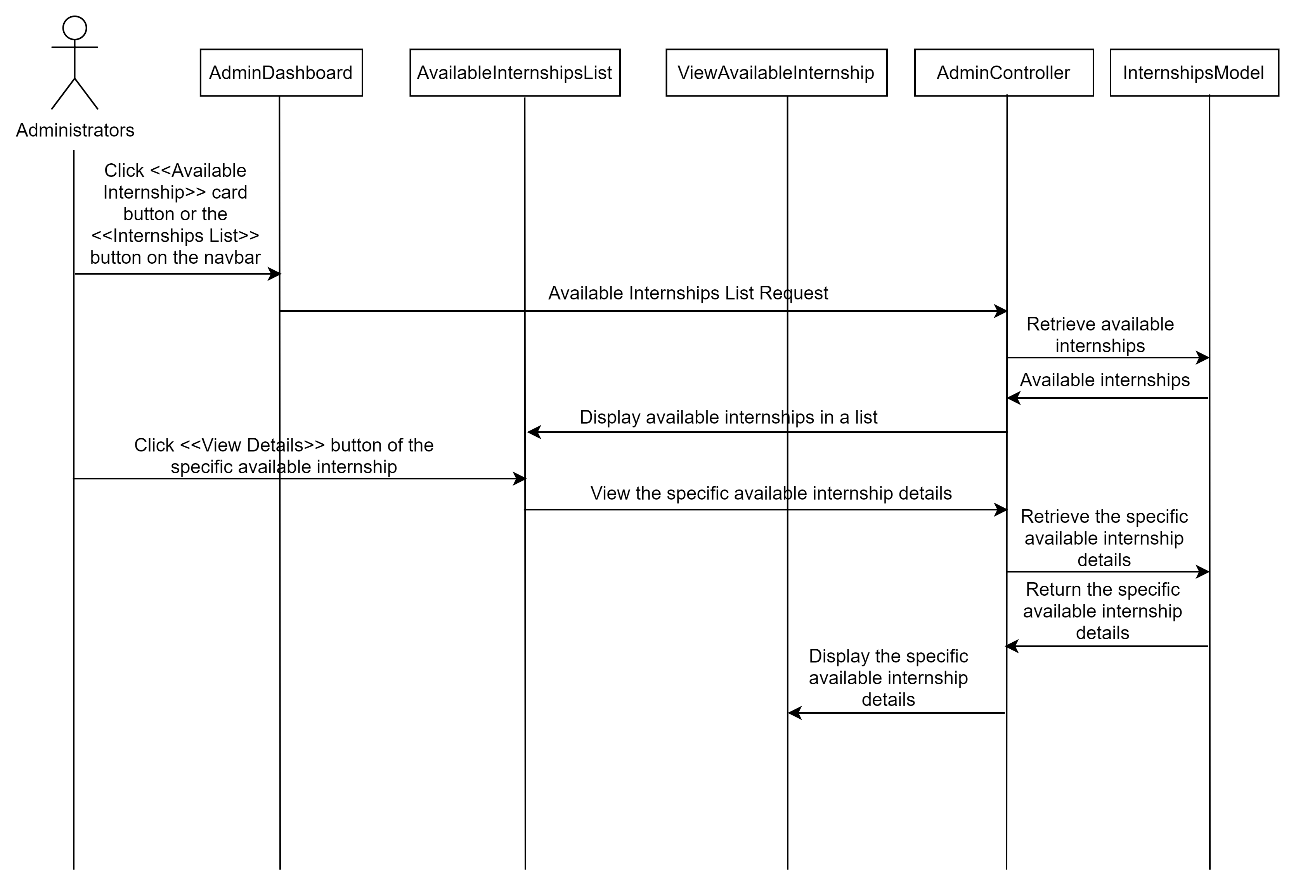 AdminDashboard
AvailableInternshipsList
ViewAvailableInternship
AdminController
InternshipsModel
Administrators
Click <<Available
Internship>> card
button or the
<<Internships List>>
button on the navbar
Available Internships List Request
Retrieve available
internships
Available internships
Display available internships in a list
Click <<View Details>> button of the
specific available internship
View the specific available internship details
Retrieve the specific
available internship
details
Return the specific
available internship
details
Display the specific
available internship
details